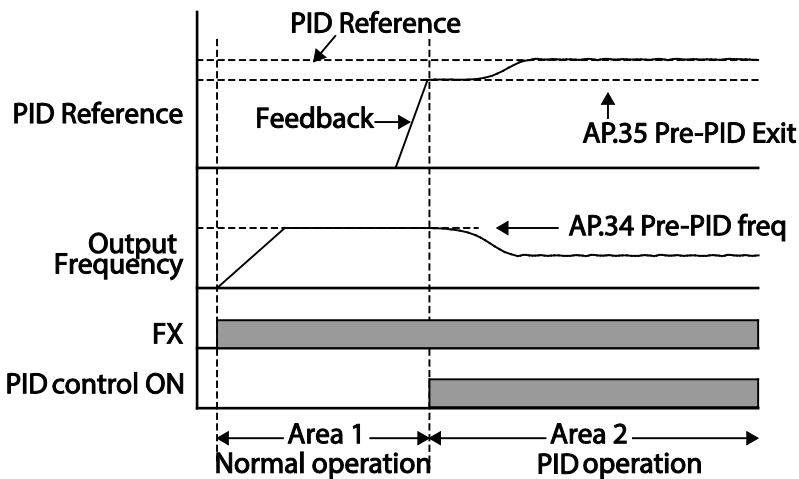 PID Reference
PID Reference
Feedback
AP.35 Pre-PID Exit
AP.34 Pre-PID freq
Output
Frequency
FX
PID control ON
Area 1
Area 2
Normal operation
PID operation